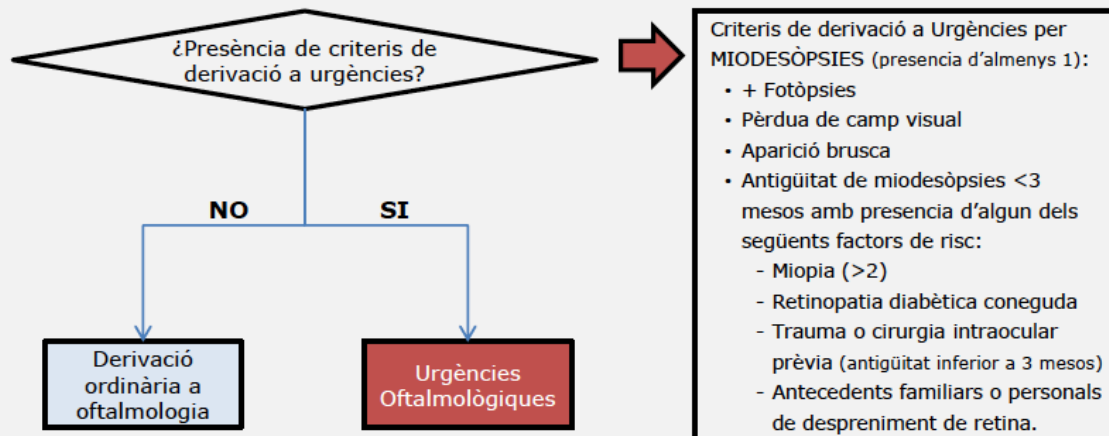 ¿Presència de criteris de
derivació a urgències?
NO
SI
Derivació
ordinària a
oftalmologia
Urgències
Oftalmològiques
Criteris de derivació a Urgències per
MIODESÒPSIES (presencia d'almenys 1):
• + Fotòpsies
• Pèrdua de camp visual
• Aparició brusca
• Antigüitat de miodesòpsies <3
mesos amb presencia d'algun dels
següents factors de risc:
- Miopia (>2)
- Retinopatia diabètica coneguda
- Trauma o cirurgia intraocular
prèvia (antigüitat inferior a 3 mesos)
- Antecedents familiars o personals
de despreniment de retina.